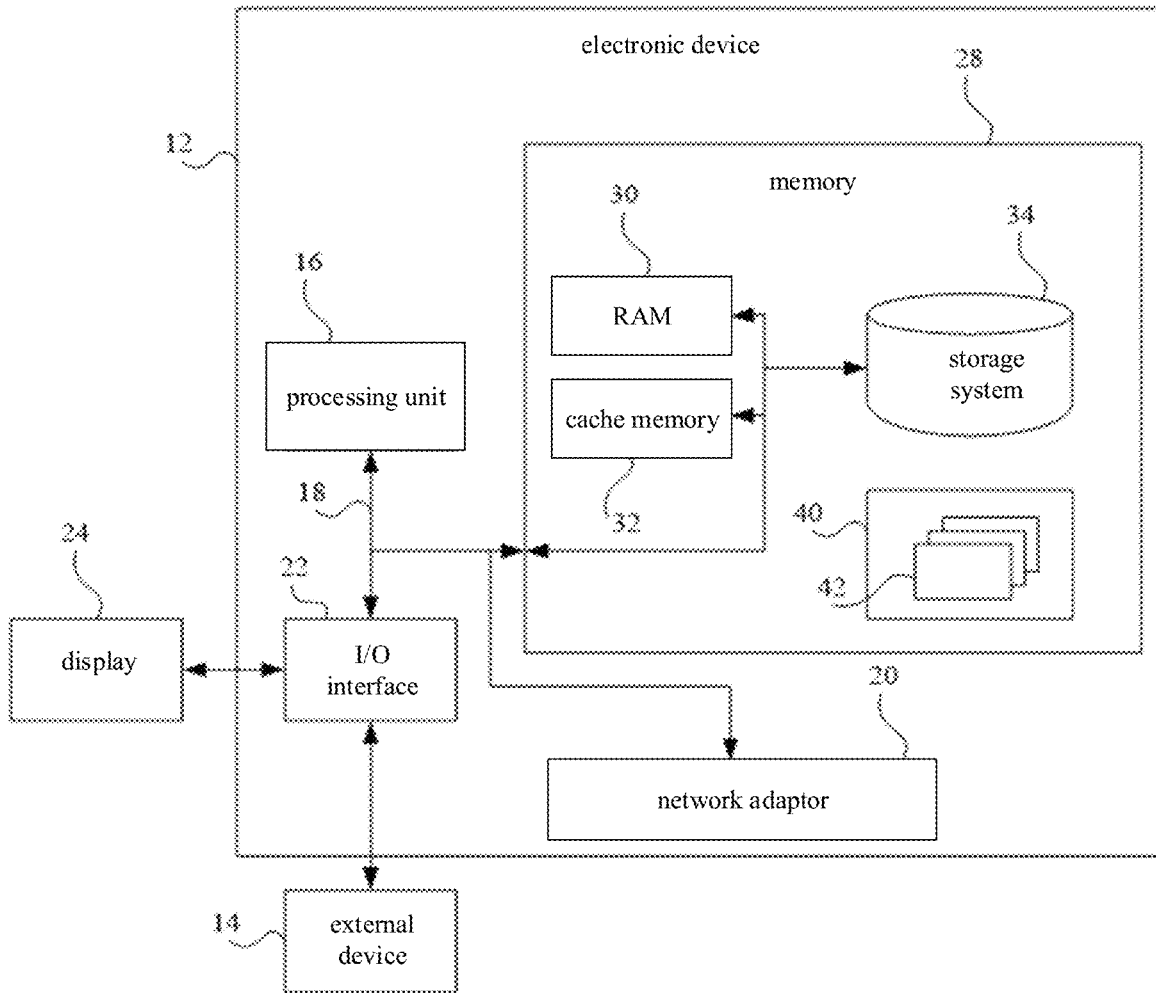 electronic device
28
12
memory
30
34
16
RAM
storage
system
processing unit
cache memory
18
32
40
24
22
42
display
I/O
interface
20
network adaptor
14
external
device